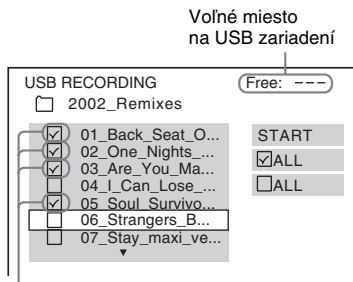 Voľné miesto
na USB zariadení
USB RECORDING
Free: ---
2002_Remixes
01_Back_Seat_O...
02_One_Nights_...
03_Are_You_Ma...
04_I_Can_Lose_...
05_Soul_Survivo...
06_Strangers_B...
07_Stay_maxi_ve...
START
ALL
ALL